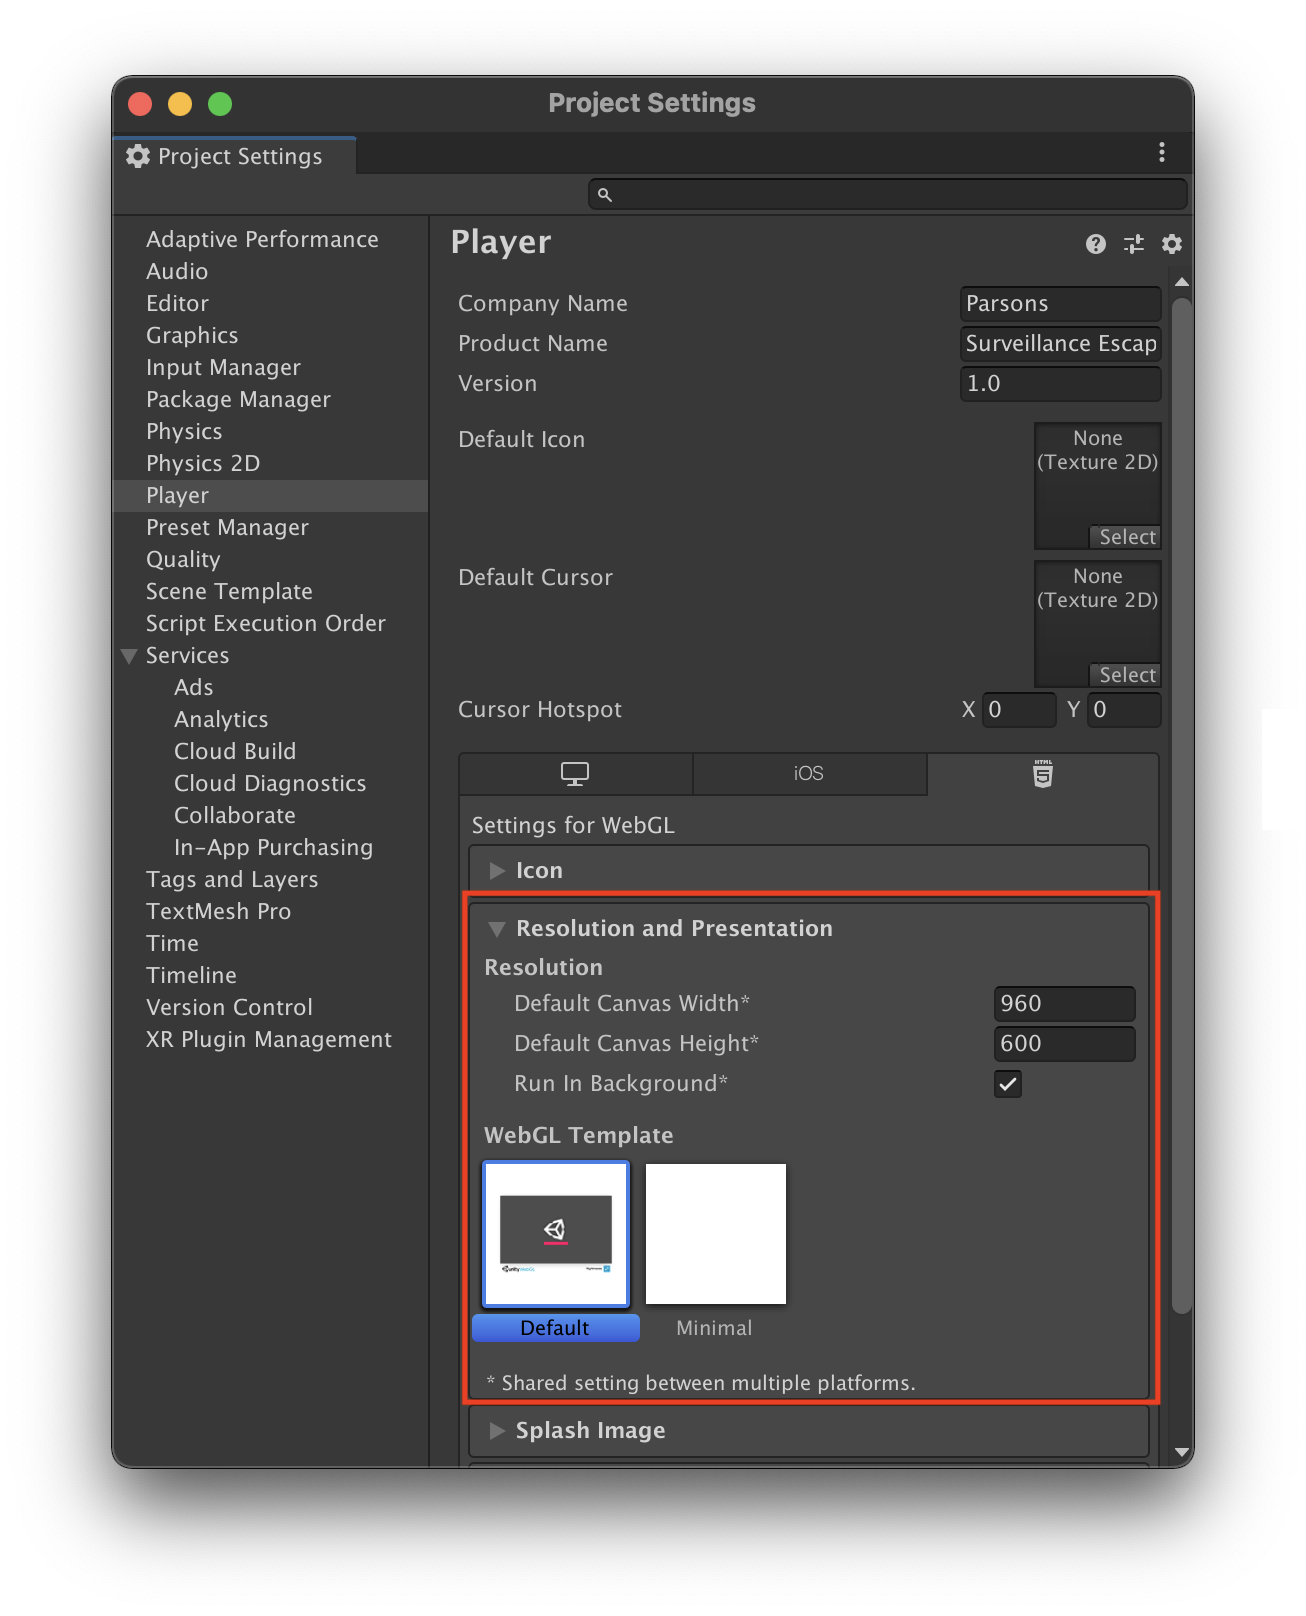 Project Settings
Project Settings
Adaptive Performance
Audio
Editor
Graphics
Input Manager
Package Manager
Physics
Physics 2D
Player
Preset Manager
Quality
Scene Template
Script Execution Order
Services
Ads
Analytics
Cloud Build
Cloud Diagnostics
Collaborate
In-App Purchasing
Tags and Layers
TextMesh Pro
Time
Timeline
Version Control
XR Plugin Management
Player
Company Name Parsons
Product Name Surveillance Escap
Version 1.0
Default Icon None
(Texture 2D)
Select
Default Cursor None
(Texture 2D)
Select
Cursor Hotspot X 0 Y 0
iOS HTML 5
Settings for WebGL
Icon
Resolution and Presentation
Resolution
Default Canvas Width* 960
Default Canvas Height* 600
Run In Background*
WebGL Template
unity WebGL
Default Minimal
* Shared setting between multiple platforms.
Splash Image